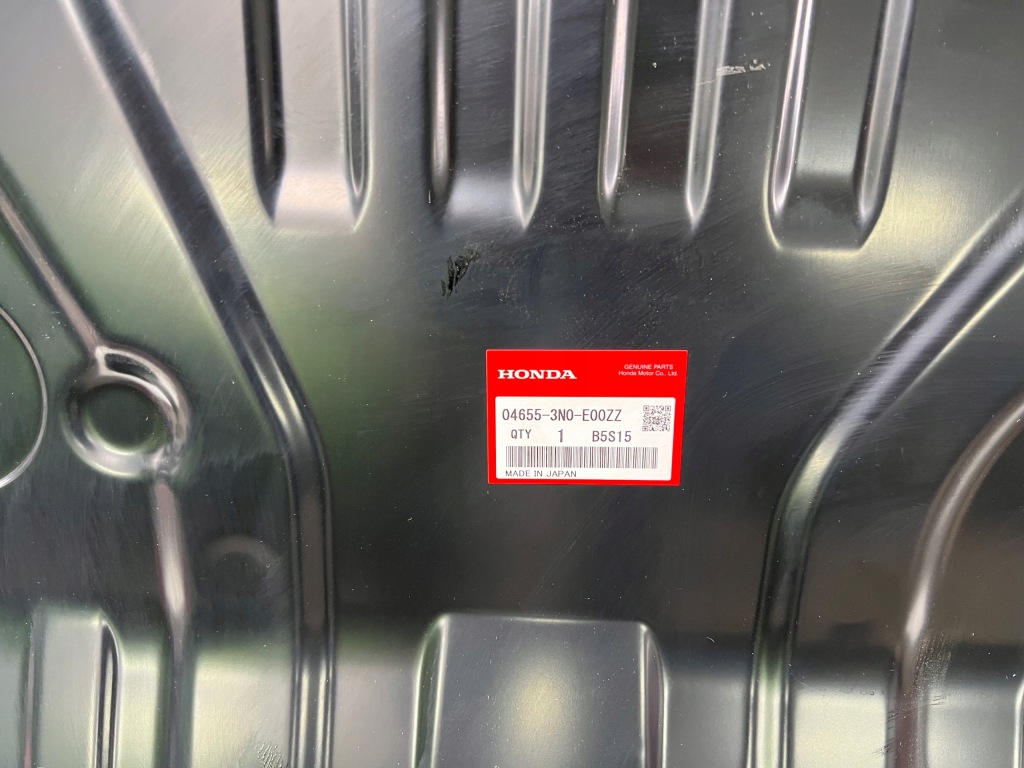 HONDA
GENUINE PARTS
Honda Motor Co., Ltd.
04655-3N0-E00ZZ
QTY 1 B5S15
MADE IN JAPAN